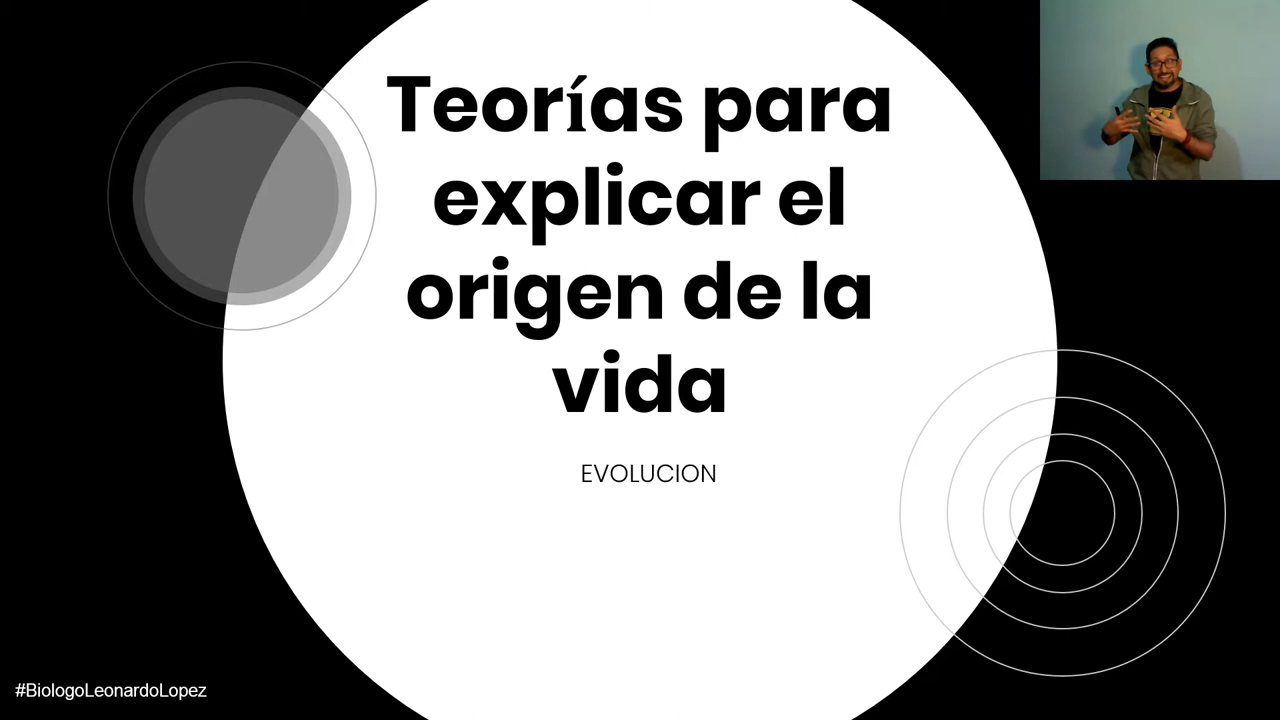 Teorías para
explicar el
origen de la
vida
EVOLUCION
#BiologoLeonardoLopez